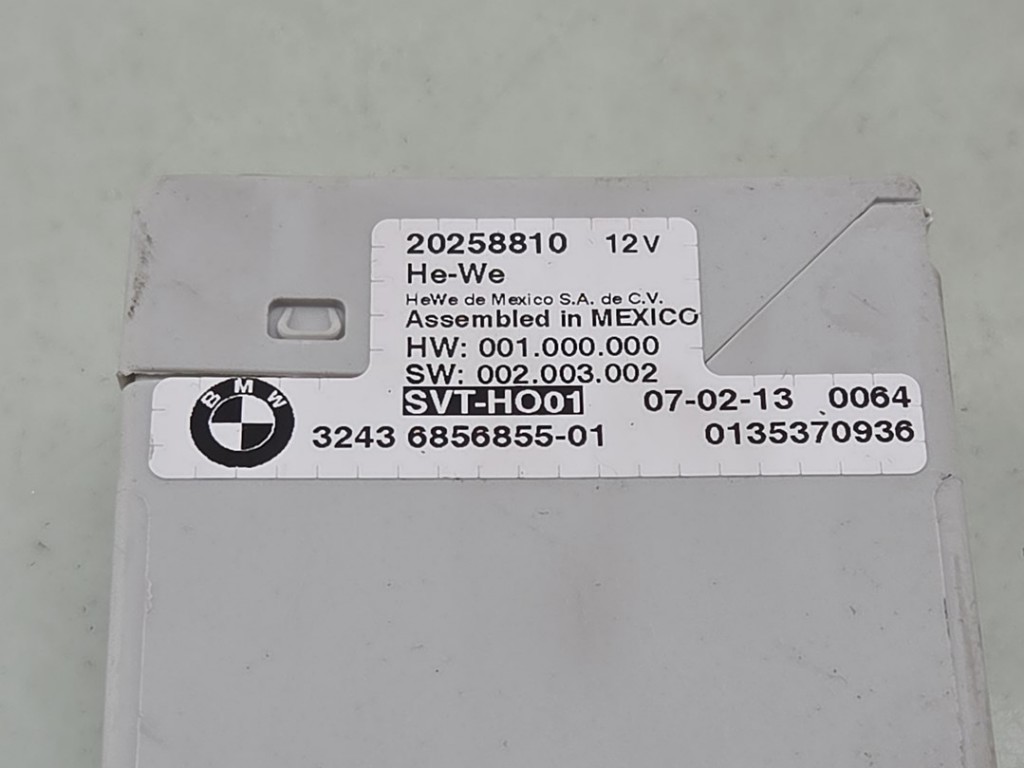 20258810 12V
He-We
HeWe de Mexico S.A. de C.V.
Assembled in MEXICO
HW: 001.000.000
SW: 002.003.002
SVT-HO01 07-02-13 0064
BMW
3243 6856855-01 0135370936